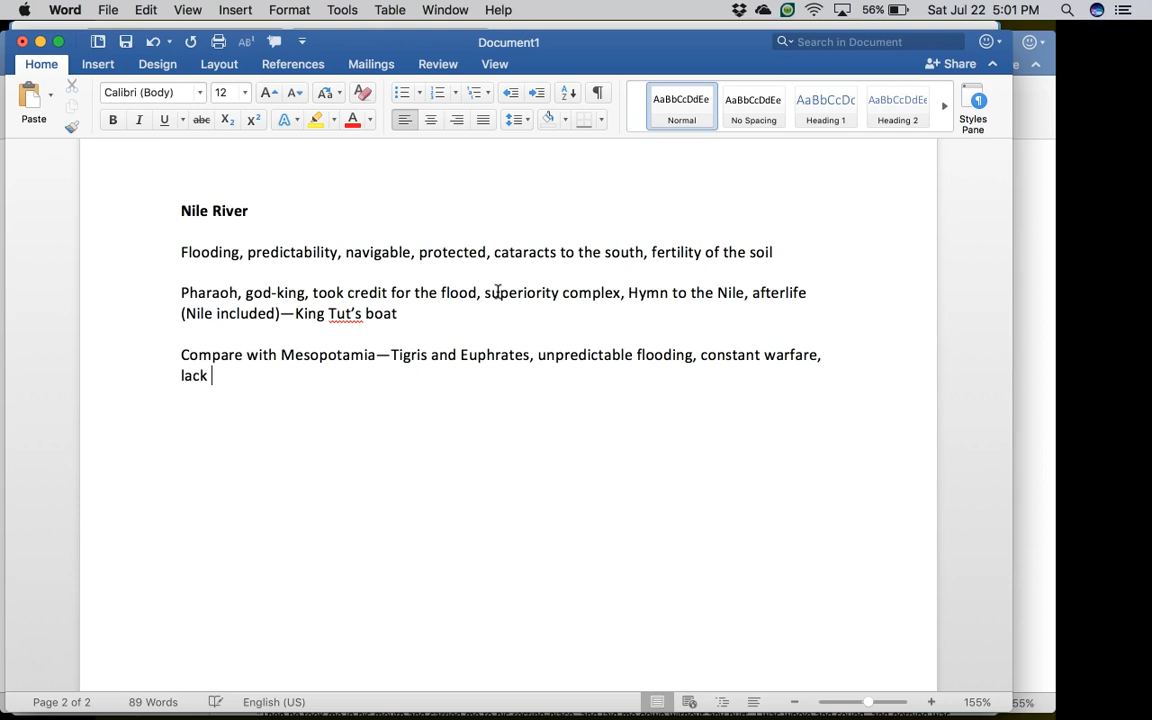 Word File Edit View Insert Format Tools Table Window Help 56% Sat Jul 22 5:01 PM
Document1 Search in Document
Home Insert Design Layout References Mailings Review View Share
Paste Calibri (Body) 12 AaBbCcDdEe AaBbCcDdEe AaBbCcDc AaBbCcDdEe
B I U abc X2 X2 A A Normal No Spacing Heading 1 Heading 2 Styles Pane
Nile River
Flooding, predictability, navigable, protected, cataracts to the south, fertility of the soil
Pharaoh, god-king, took credit for the flood, superiority complex, Hymn to the Nile, afterlife
(Nile included)—King Tut’s boat
Compare with Mesopotamia—Tigris and Euphrates, unpredictable flooding, constant warfare,
lack
Page 2 of 2 89 Words English (US) 155% 55%